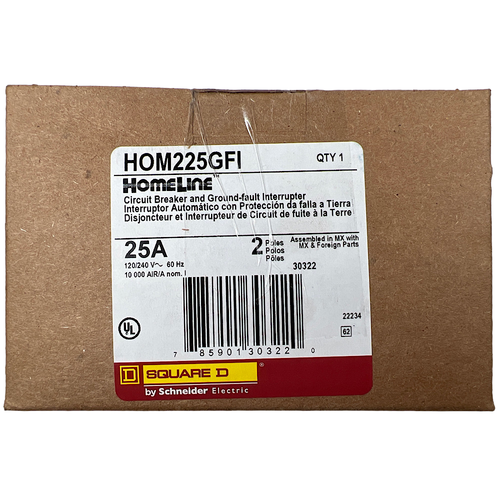 HOM225GFI QTY 1
HOMELINE™
Circuit Breaker and Ground-fault Interrupter
Interruptor Automático con Protección da falla a Tierra
Disjoncteur et Interrupteur de Circuit de fuite à la Terre
25A 2 Poles Assembled in MX with
120/240 V~ 60 Hz Polos MX & Foreign Parts
10 000 AIR/A nom. I Pôles 30322
22234
UL
62
7 85901 30322 0
D SQUARE D ®
by Schneider Electric